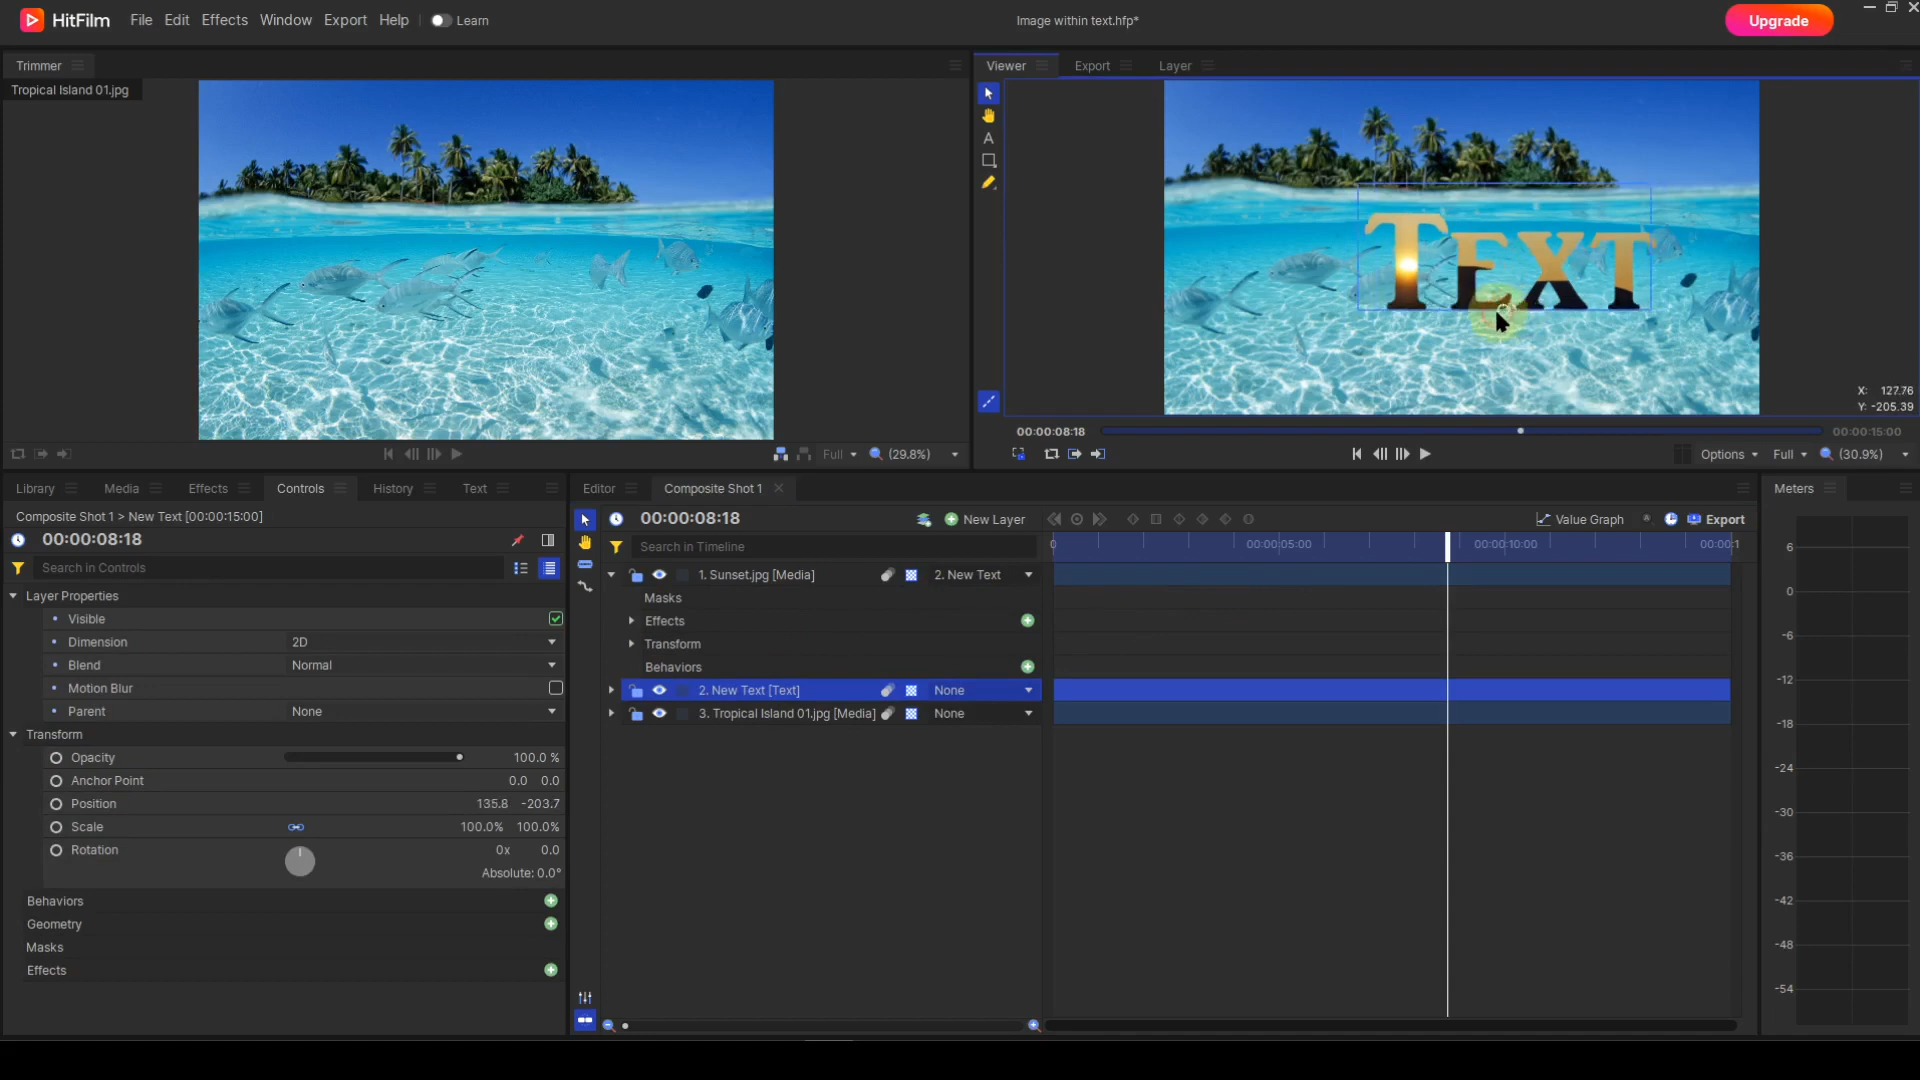 HitFilm File Edit Effects Window Export Help Learn
Image within text.hfp*
Upgrade
Trimmer
Tropical Island 01.jpg
Full (29.8%)
Viewer Export Layer
A
TEXT
X: 127.76
Y: -205.39
00:00:08:18 00:00:15:00
Options Full (30.9%)
Library Media Effects Controls History Text
Composite Shot 1 > New Text [00:00:15:00]
00:00:08:18
Search in Controls
Layer Properties
Visible
Dimension 2D
Blend Normal
Motion Blur
Parent None
Transform
Opacity 100.0 %
Anchor Point 0.0 0.0
Position 135.8 -203.7
Scale 100.0% 100.0%
Rotation 0x 0.0
Absolute: 0.0°
Behaviors
Geometry
Masks
Effects
Editor Composite Shot 1
00:00:08:18 New Layer Value Graph Export
Search in Timeline
0 00:00:05:00 00:00:10:00 00:00:1
1. Sunset.jpg [Media] 2. New Text
Masks
Effects
Transform
Behaviors
2. New Text [Text] None
3. Tropical Island 01.jpg [Media] None
Meters
6
0
-6
-12
-18
-24
-30
-36
-42
-48
-54